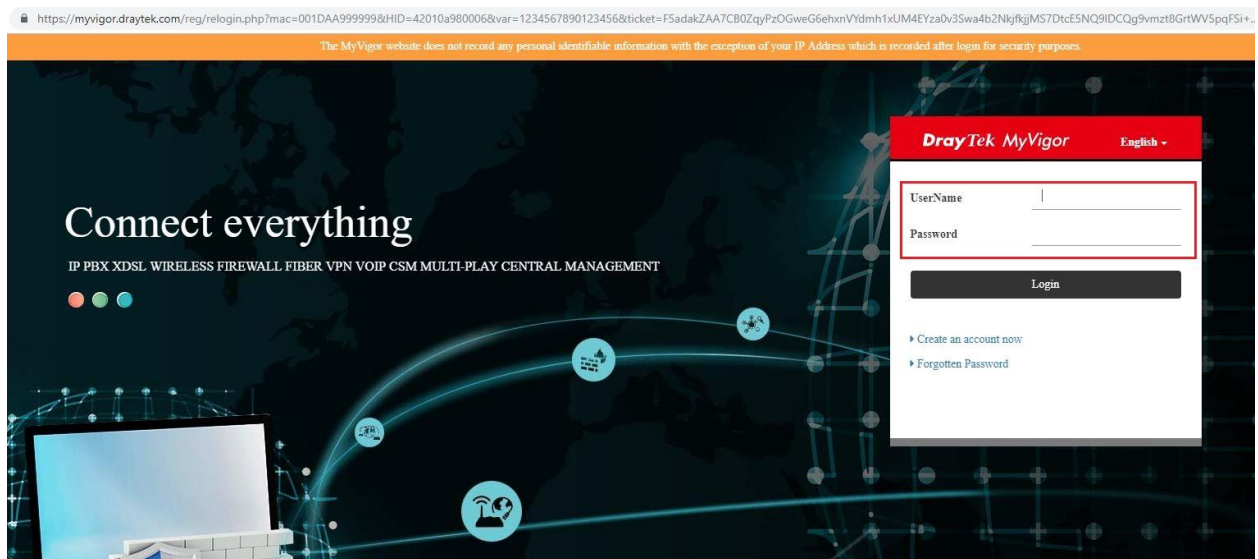 https://myvigor.draytek.com/reg/relogin.php?mac=001DAA999999&HID=42010a980006&var=1234567890123456&ticket=F5adakZAA7CB0ZqyPzOGweG6ehxnVYdmh1xUM4EYza0v3Swa4b2NkjfkjjMS7DtcE5NQ9IDCQg9vmzt8GrtWV5pqFSi+...
The MyVigor website does not record any personal identifiable information with the exception of your IP Address which is recorded after login for security purposes.
DrayTek MyVigor English
UserName
Password
Login
Create an account now
Forgotten Password
Connect everything
IP PBX XDSL WIRELESS FIREWALL FIBER VPN VOIP CSM MULTI-PLAY CENTRAL MANAGEMENT